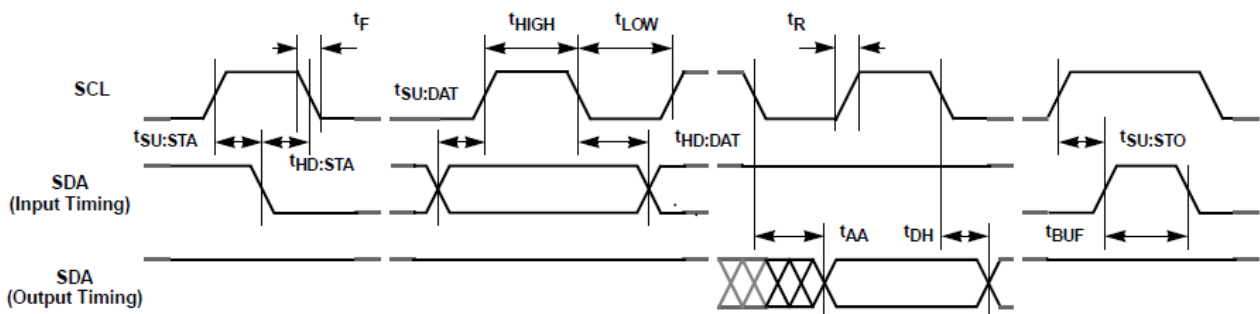 tF
tHIGH
tLOW
tR
SCL
tSU:DAT
tSU:STA
tHD:STA
tHD:DAT
tSU:STO
SDA
(Input Timing)
tAA
tDH
tBUF
SDA
(Output Timing)